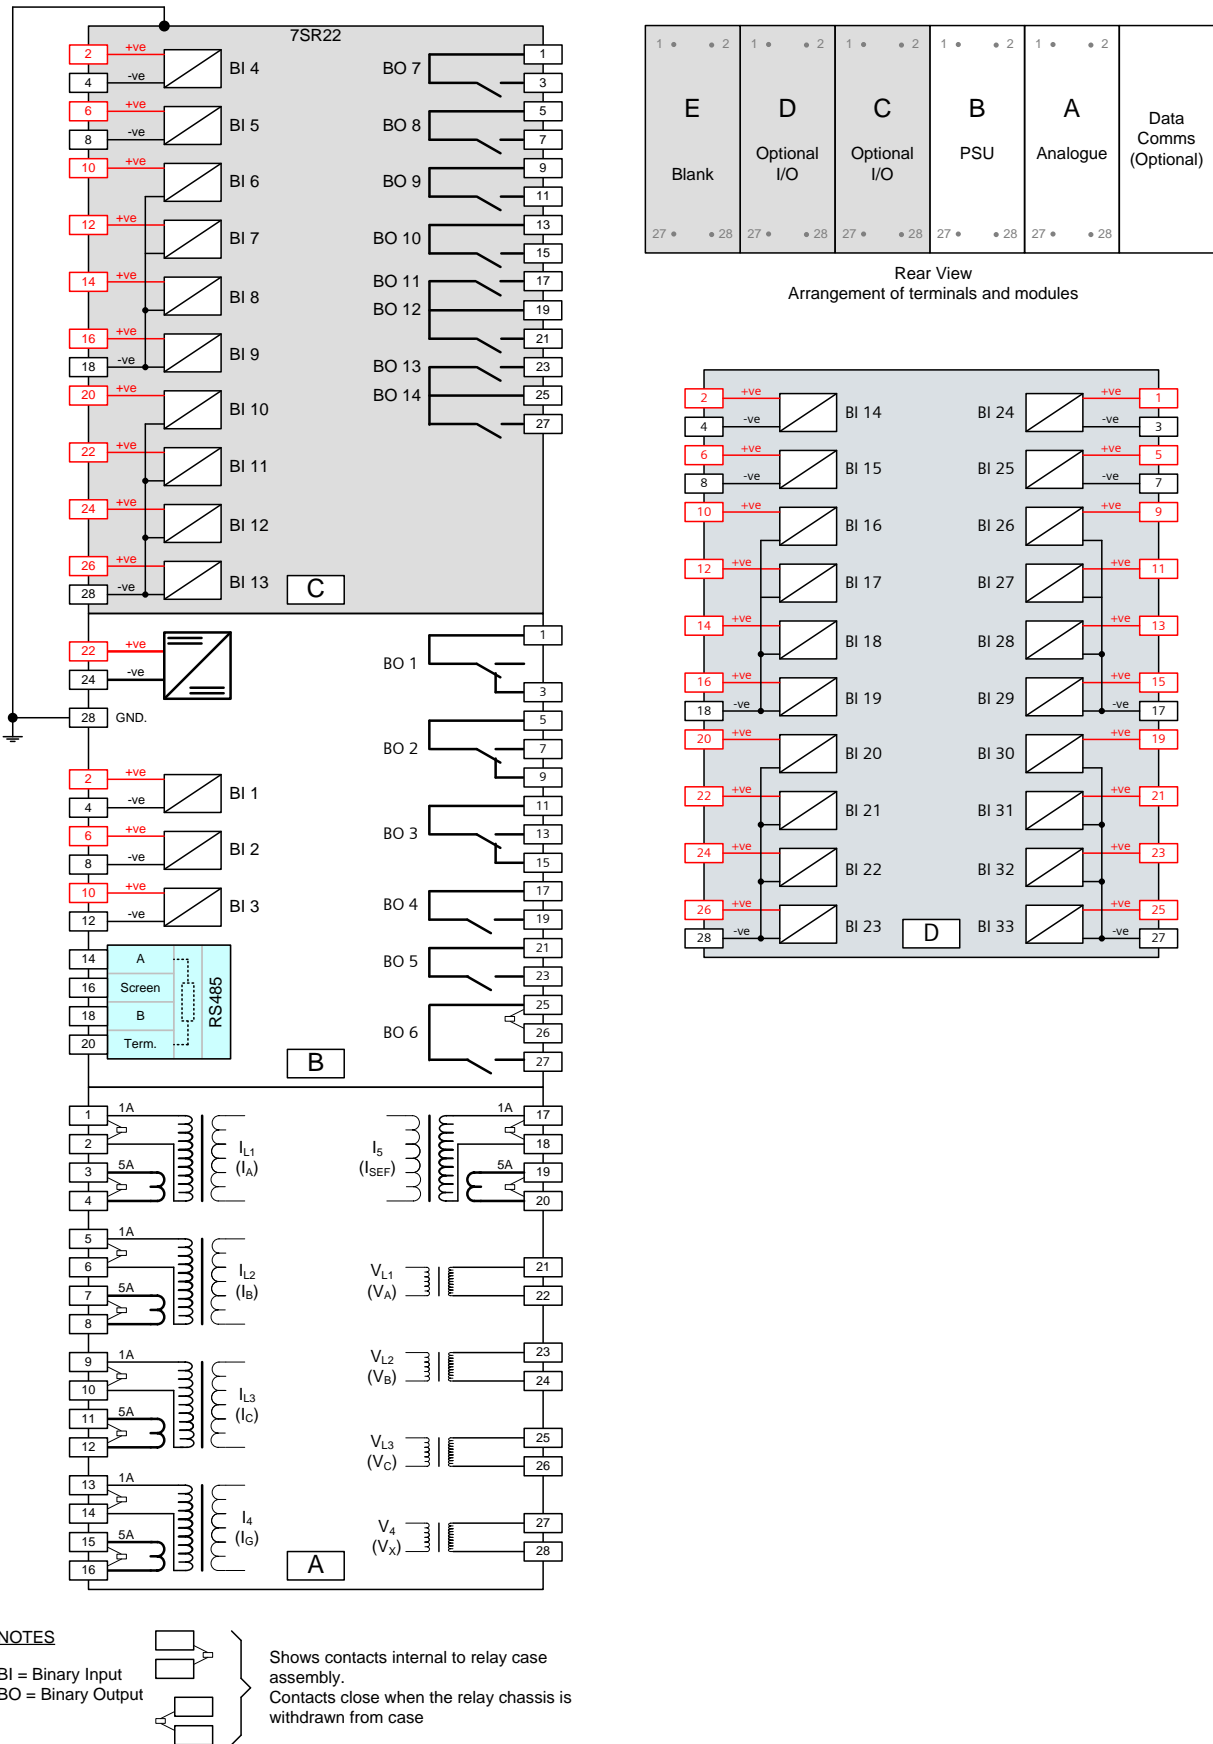 7SR22
2 +ve BI 4 BO 7 1
4 -ve 3
6 +ve BI 5 BO 8 5
8 -ve 7
10 +ve BI 6 BO 9 9
11
12 +ve BI 7 BO 10 13
15
14 +ve BI 8 BO 11 17
BO 12 19
16 +ve BI 9 21
18 -ve BO 13 23
20 +ve BI 10 BO 14 25
27
22 +ve BI 11
24 +ve BI 12
26 +ve BI 13
28 -ve C
22 +ve BO 1 1
24 -ve 3
28 GND. 5
BO 2 7
2 +ve BI 1 9
4 -ve 11
6 +ve BI 2 BO 3 13
8 -ve 15
10 +ve BI 3 BO 4 17
12 -ve 19
14 A RS485 BO 5 21
16 Screen 23
18 B BO 6 25
20 Term. 26
B 27
1 1A IL1 (IA) I5 (ISEF) 1A 17
2 18
3 5A 5A 19
4 20
5 1A IL2 (IB)
6 VL1 (VA) 21
7 5A 22
8
9 1A IL3 (IC) VL2 (VB) 23
10 24
11 5A VL3 (VC) 25
12 26
13 1A I4 (IG)
14 V4 (VX) 27
15 5A 28
16 A
NOTES
BI = Binary Input
BO = Binary Output
Shows contacts internal to relay case
assembly.
Contacts close when the relay chassis is
withdrawn from case
1 2 1 2 1 2 1 2 1 2
E D C B A
Blank
Optional
I/O
Optional
I/O
PSU
Analogue
Data
Comms
(Optional)
27 28 27 28 27 28 27 28 27 28
Rear View
Arrangement of terminals and modules
2 +ve BI 14 BI 24 +ve 1
4 -ve -ve 3
6 +ve BI 15 BI 25 +ve 5
8 -ve -ve 7
10 +ve BI 16 BI 26 +ve 9
12 +ve BI 17 BI 27 +ve 11
14 +ve BI 18 BI 28 +ve 13
16 +ve BI 19 BI 29 +ve 15
18 -ve -ve 17
20 +ve BI 20 BI 30 +ve 19
22 +ve BI 21 BI 31 +ve 21
24 +ve BI 22 BI 32 +ve 23
26 +ve BI 23 D BI 33 +ve 25
28 -ve -ve 27